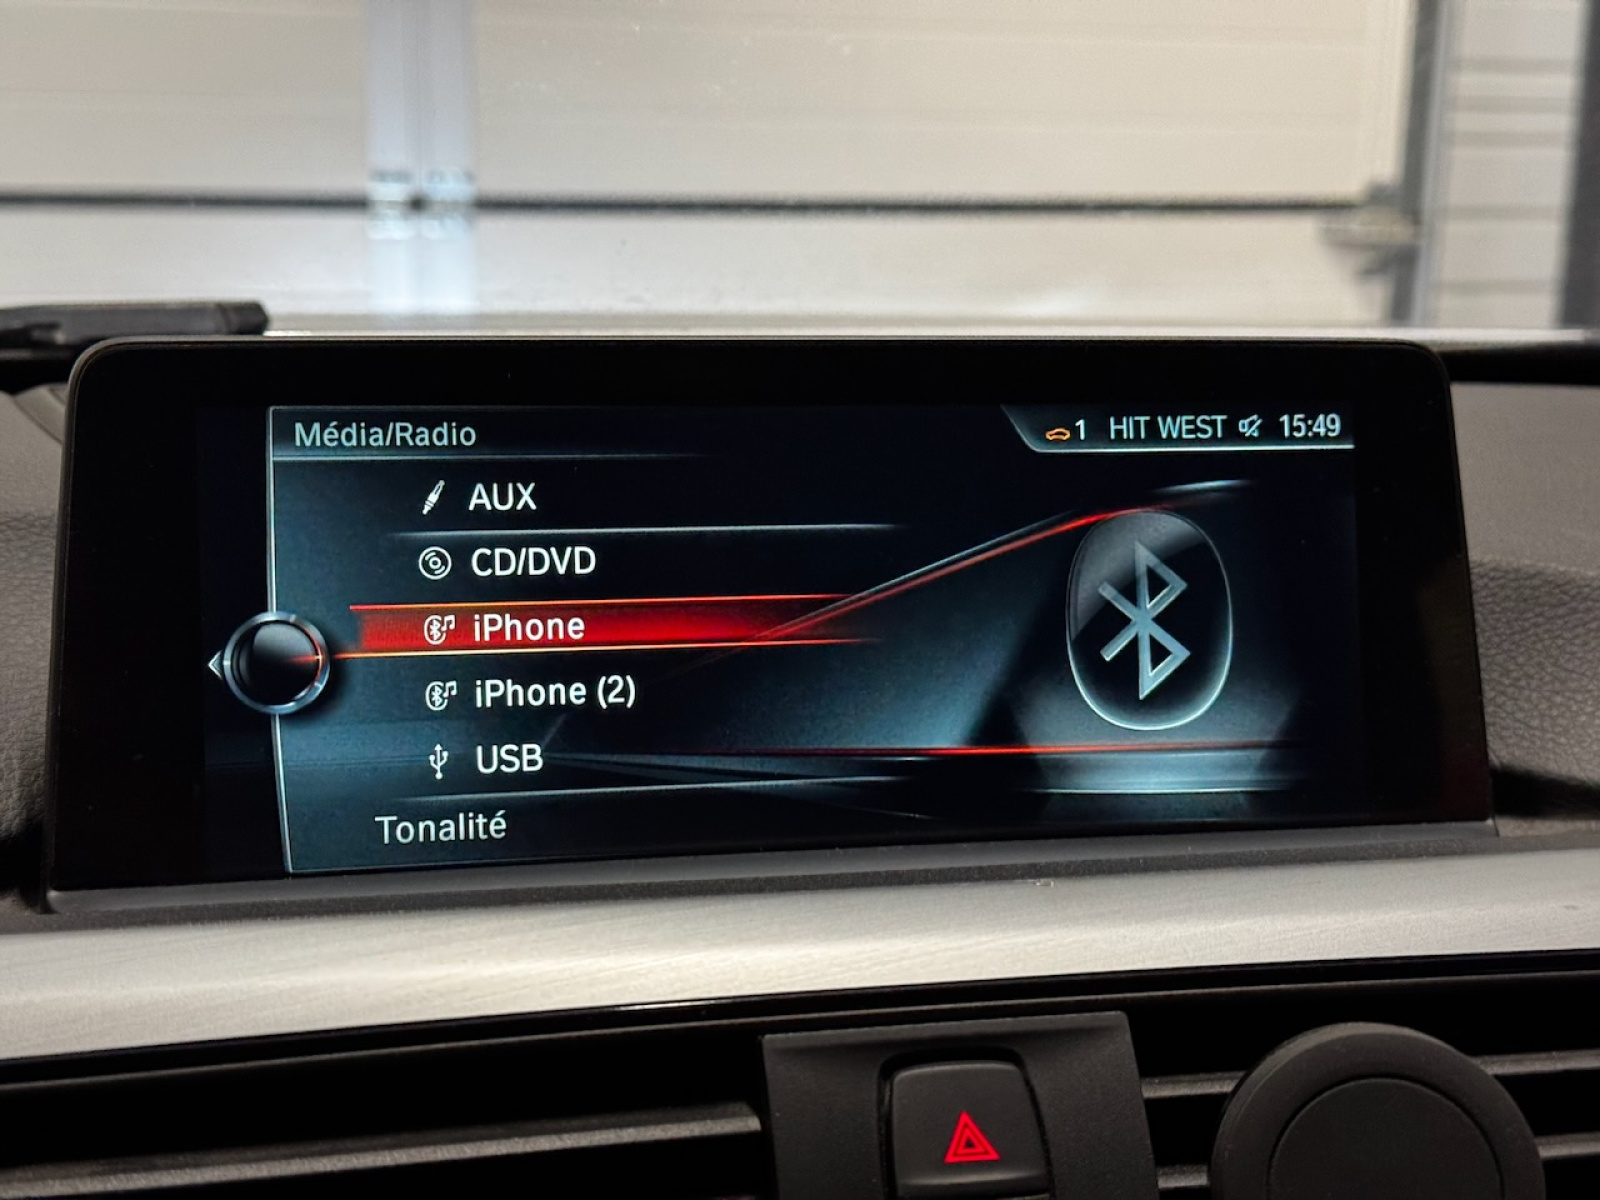 Média/Radio
1 HIT WEST 15:49
AUX
CD/DVD
iPhone
iPhone (2)
USB
Tonalité